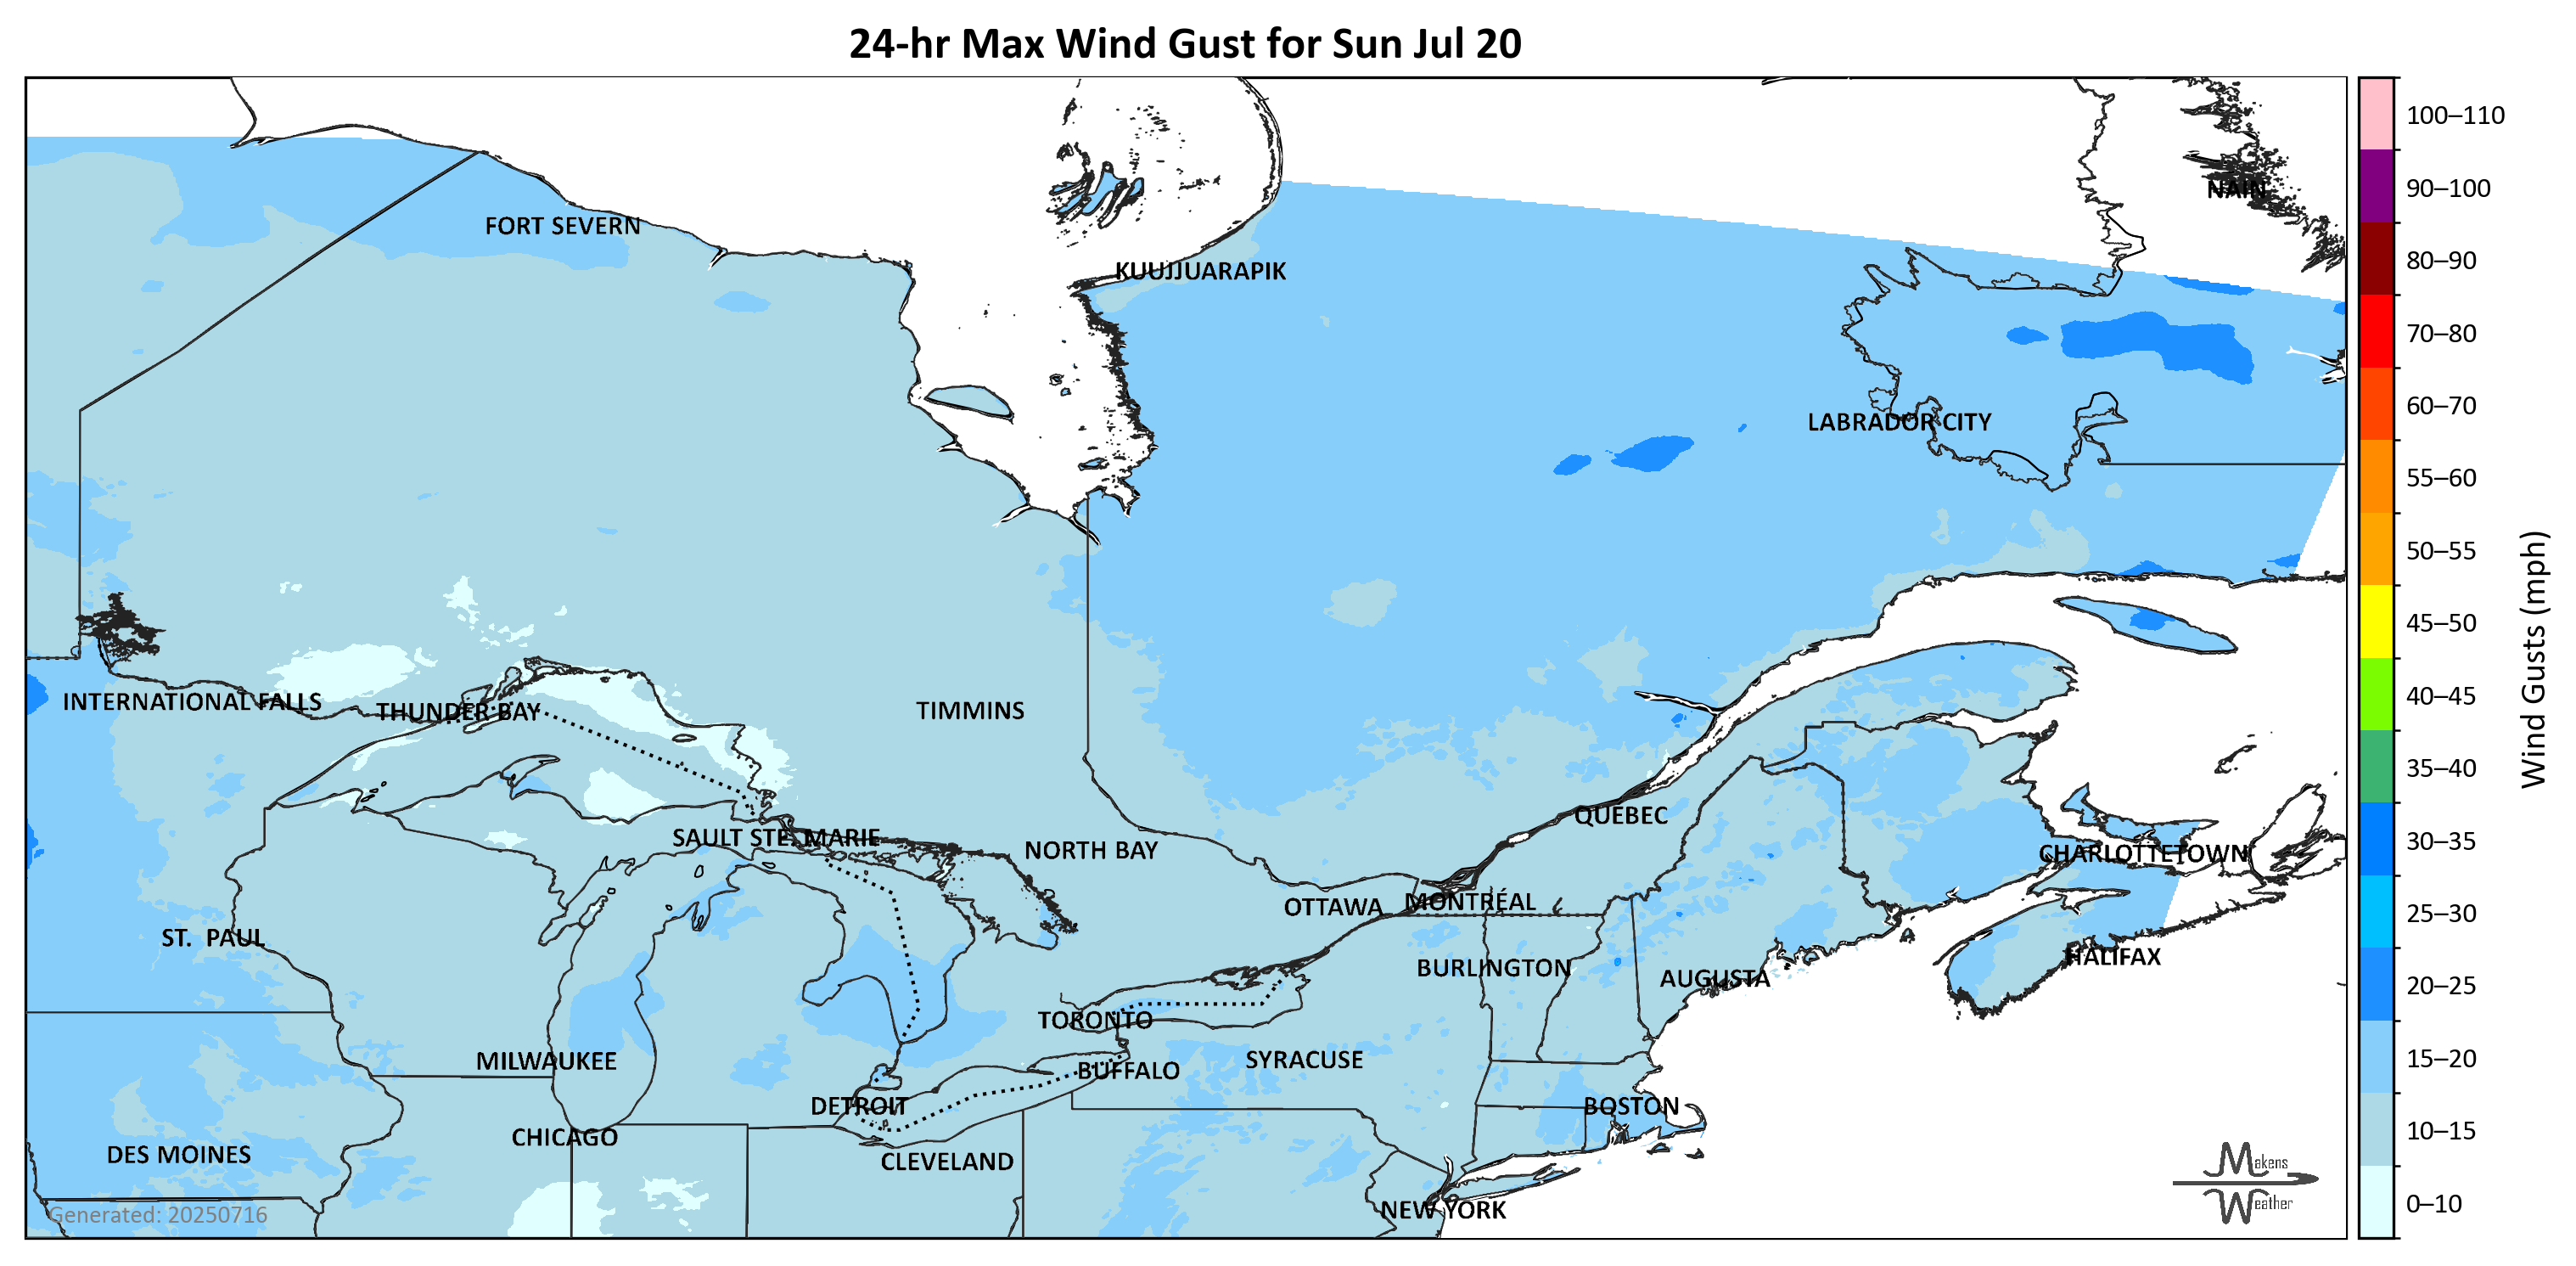 24-hr Max Wind Gust for Sun Jul 20
100–110
90–100
80–90
70–80
60–70
55–60
50–55
45–50
40–45
35–40
30–35
25–30
20–25
15–20
10–15
0–10
Wind Gusts (mph)
NAIN
FORT SEVERN
KUUJJUARAPIK
LABRADOR CITY
INTERNATIONAL FALLS
THUNDER BAY
TIMMINS
QUEBEC
SAULT STE. MARIE
NORTH BAY
CHARLOTTETOWN
OTTAWA
MONTRÉAL
ST. PAUL
HALIFAX
BURLINGTON
AUGUSTA
TORONTO
MILWAUKEE
SYRACUSE
BUFFALO
DETROIT
BOSTON
CHICAGO
DES MOINES
CLEVELAND
NEW YORK
Makens
Weather
Generated: 20250716